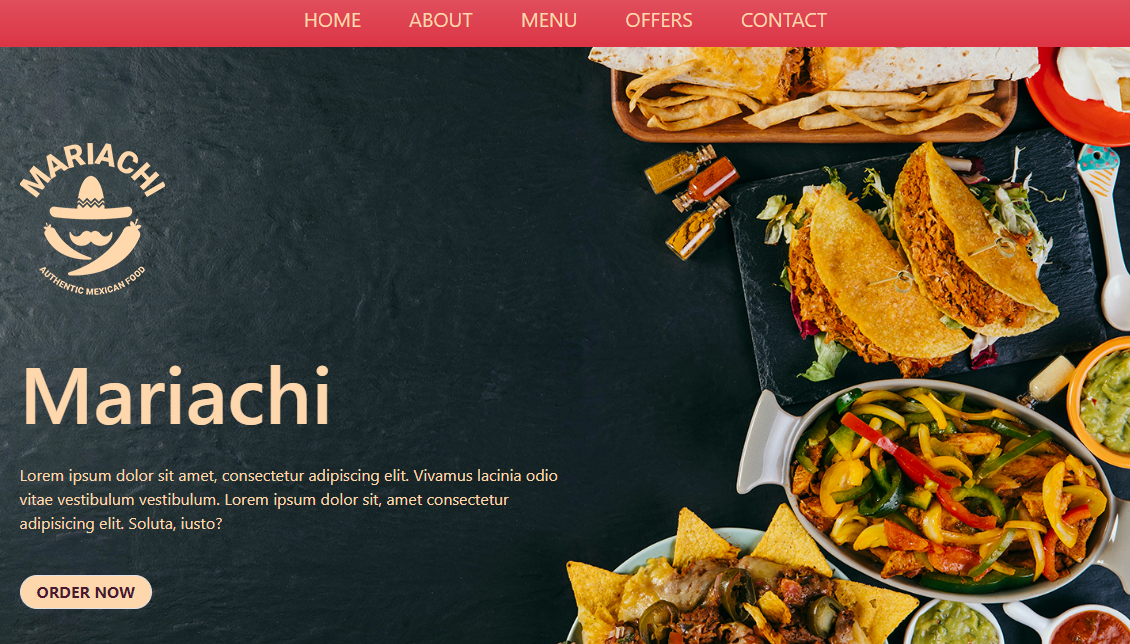 HOME ABOUT MENU OFFERS CONTACT
MARIACHI
AUTHENTIC MEXICAN FOOD
Mariachi
Lorem ipsum dolor sit amet, consectetur adipiscing elit. Vivamus lacinia odio
vitae vestibulum vestibulum. Lorem ipsum dolor sit, amet consectetur
adipisicing elit. Soluta, iusto?
ORDER NOW